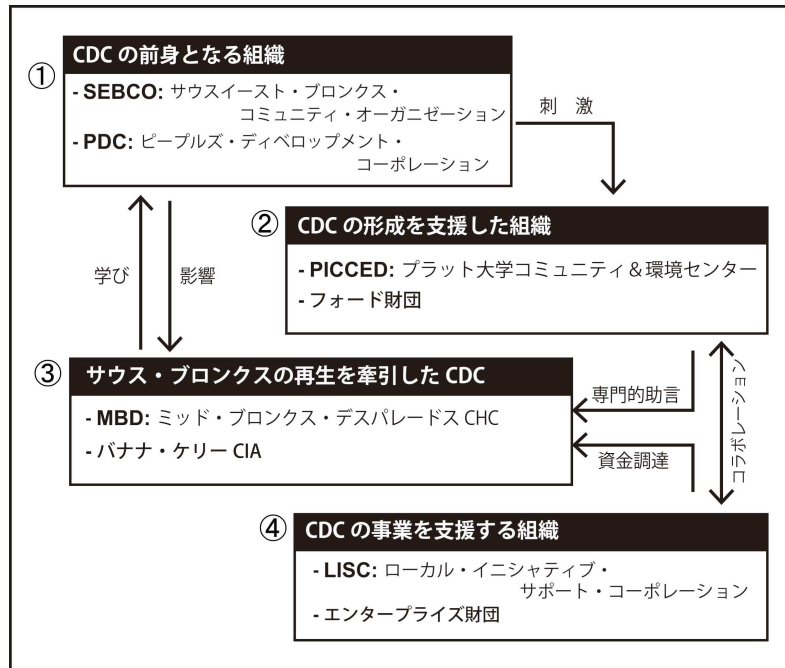 ①
CDC の前身となる組織
- SEBCO: サウスイースト・ブロンクス・
コミュニティ・オーガニゼーション
- PDC: ピープルズ・ディベロップメント・
コーポレーション
刺　激
②
CDC の形成を支援した組織
- PICCED: プラット大学コミュニティ＆環境センター
- フォード財団
学び
影響
③
サウス・ブロンクスの再生を牽引した CDC
- MBD: ミッド・ブロンクス・デスパレードス CHC
- バナナ・ケリー CIA
専門的助言
資金調達
コラボレーション
④
CDC の事業を支援する組織
- LISC: ローカル・イニシャティブ・
サポート・コーポレーション
- エンタープライズ財団